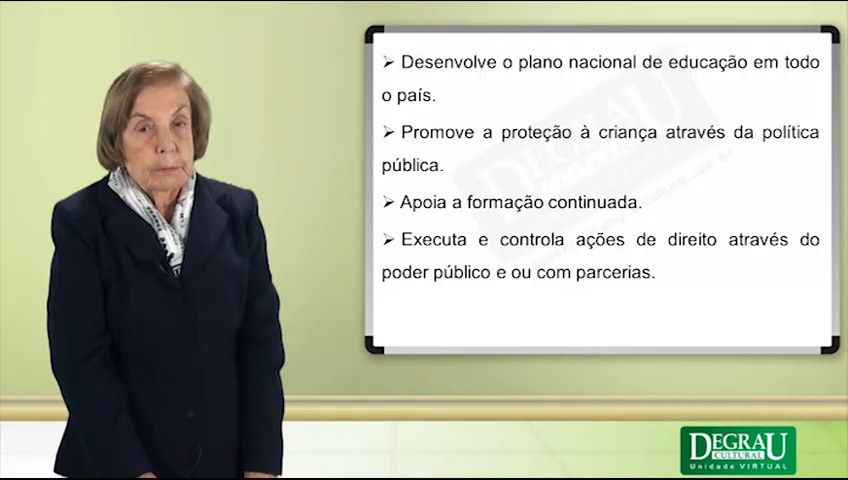 ➢ Desenvolve o plano nacional de educação em todo
o país.
➢ Promove a proteção à criança através da política
pública.
➢ Apoia a formação continuada.
➢ Executa e controla ações de direito através do
poder público e ou com parcerias.
DEGRAU
CULTURAL
Unidade VIRTUAL